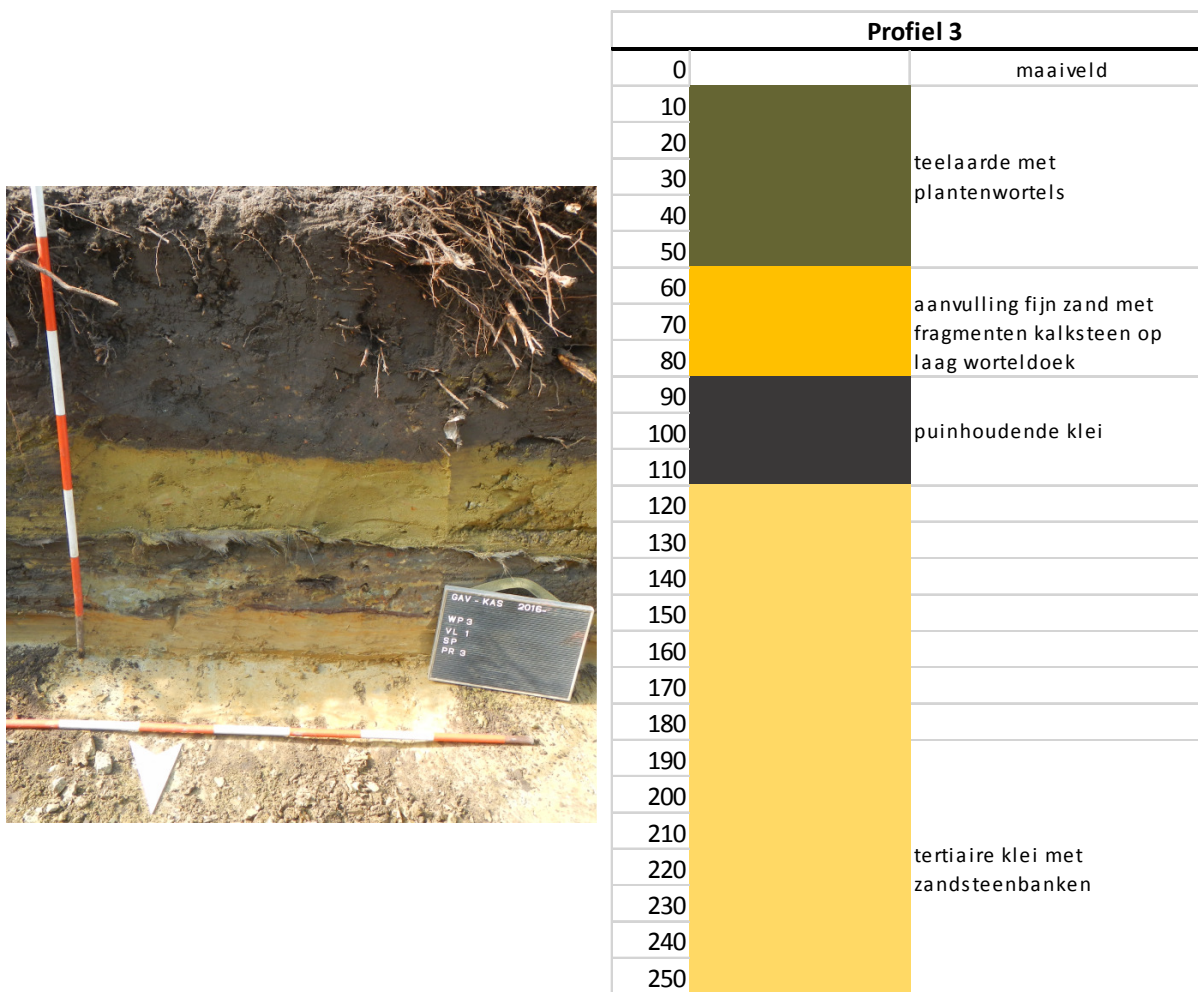 GAV - KAS 2016-
WP 3
VL 1
SP
PR 3
Profiel 3
0 maaiveld
10
20
30
40
50
teelaarde met
plantenwortels
60
70
80
aanvulling fijn zand met
fragmenten kalksteen op
laag worteldoek
90
100
110
puinhoudende klei
120
130
140
150
160
170
180
190
200
210
220
230
240
250
tertiaire klei met
zandsteenbanken